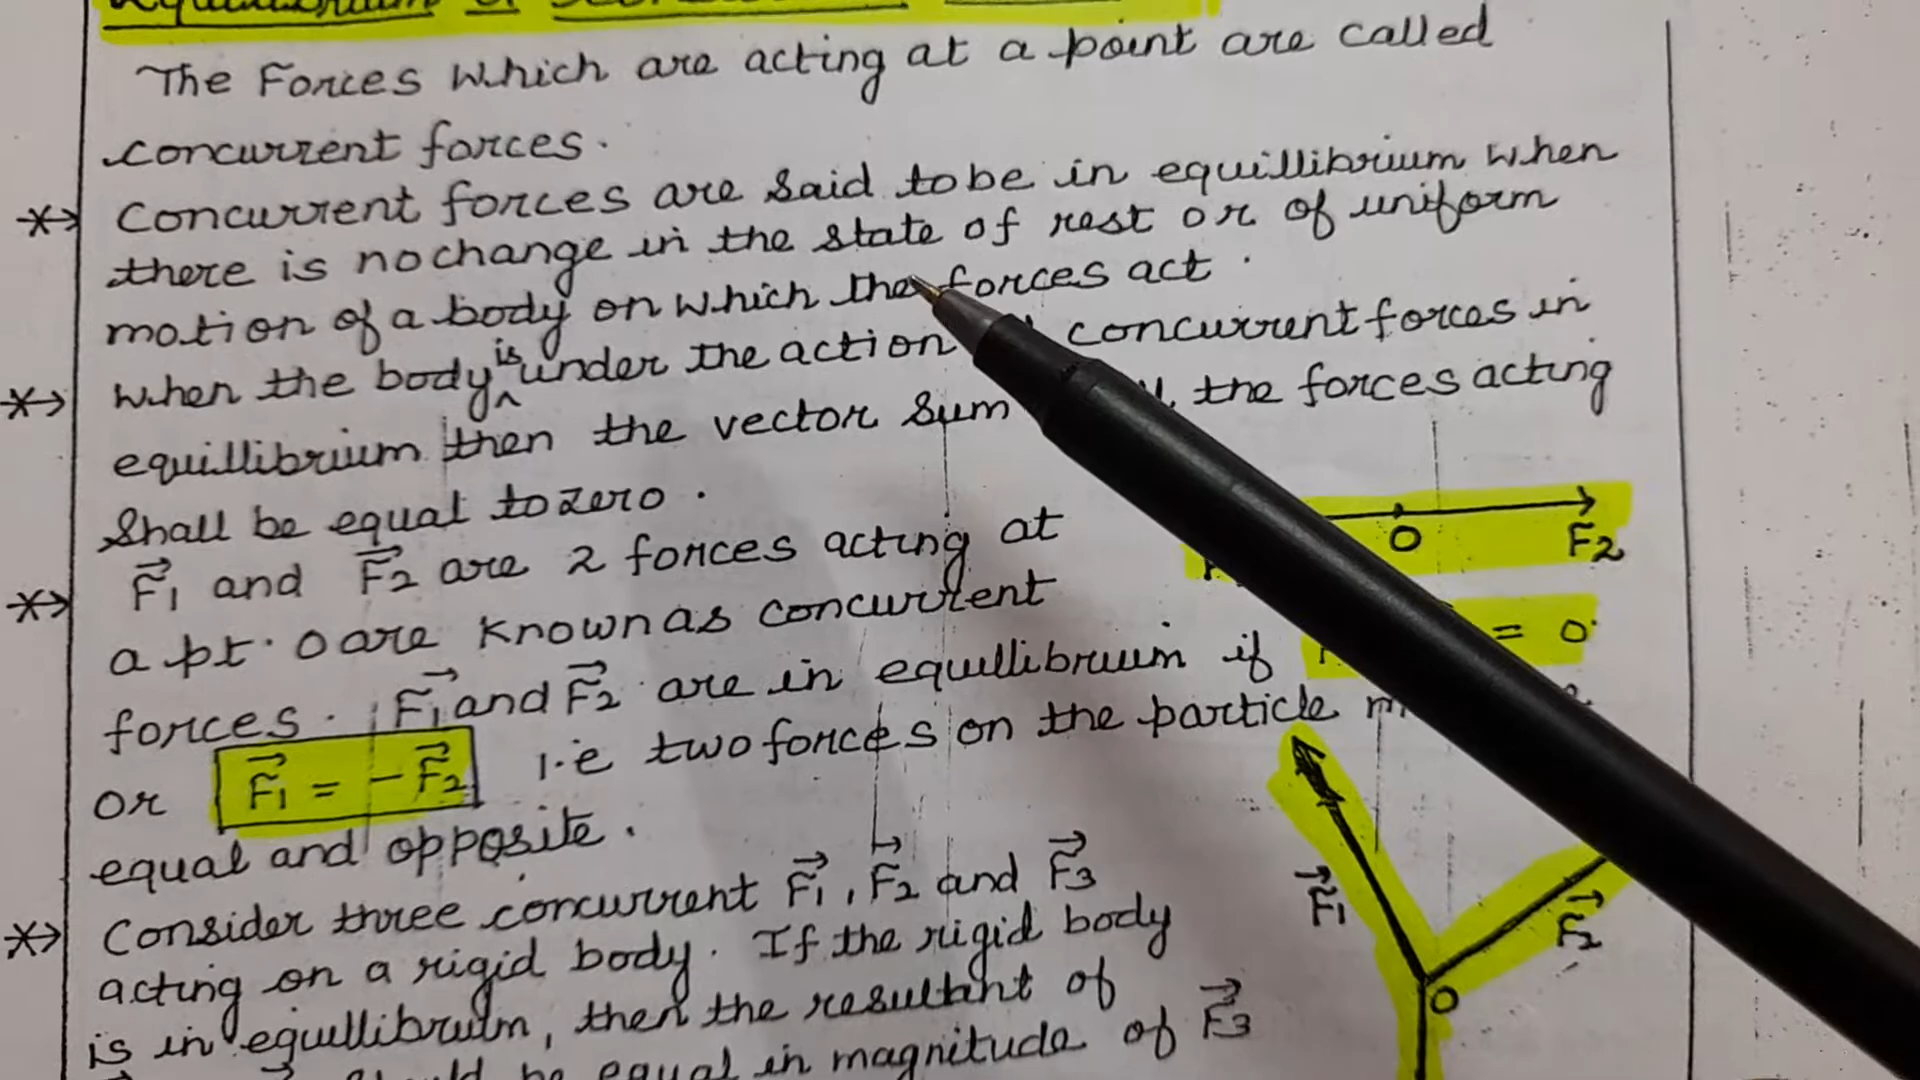 Equillibrium of
The Forces which are acting at a point are called
concurrent forces.
Concurrent forces are said to be in equillibrium when
there is no change in the state of rest or of uniform
motion of a body on which the forces act.
When the body is under the action concurrent forces in
equillibrium then the vector sum the forces acting
Shall be equal to zero.
F1 and F2 are 2 forces acting at
a pt. O are known as concurrent
forces. F1 and F2 are in equillibrium if = 0
or F1 = - F2 i.e two forces on the particle
equal and opposite.
Consider three concurrent F1, F2 and F3
acting on a rigid body. If the rigid body
is in equillibrium, then the resultant of
be equal in magnitude of F3
O
F2
F1
F2
O